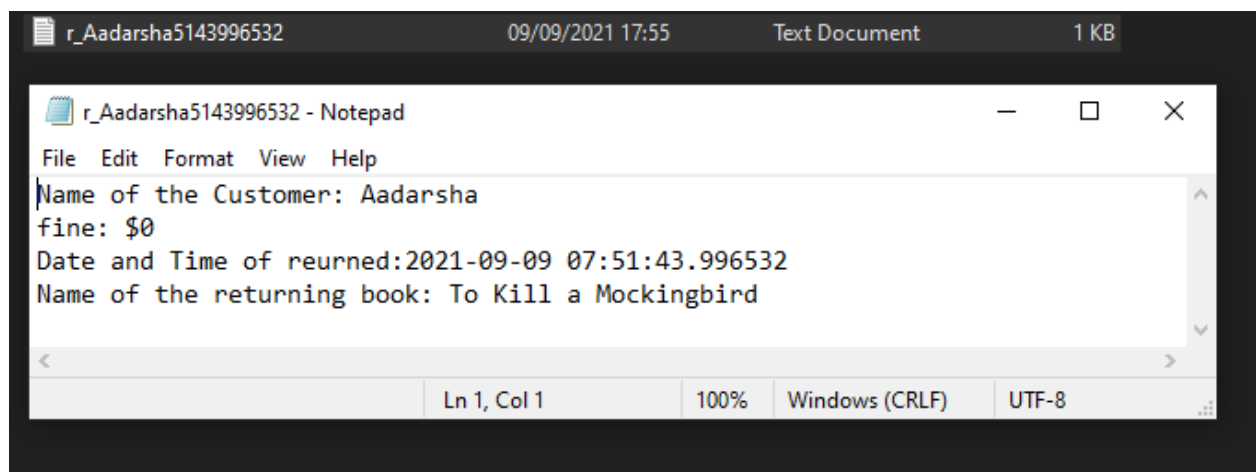 r_Aadarsha5143996532 09/09/2021 17:55 Text Document 1 KB
r_Aadarsha5143996532 - Notepad
File Edit Format View Help
Name of the Customer: Aadarsha
fine: $0
Date and Time of reurned:2021-09-09 07:51:43.996532
Name of the returning book: To Kill a Mockingbird
Ln 1, Col 1 100% Windows (CRLF) UTF-8